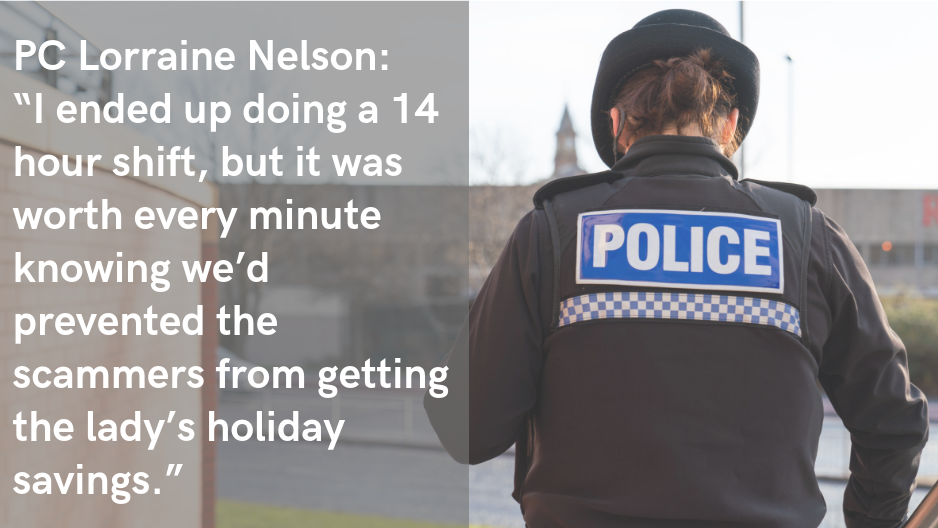 PC Lorraine Nelson:
“I ended up doing a 14
hour shift, but it was
worth every minute
knowing we’d
prevented the
scammers from getting
the lady’s holiday
savings.”
POLICE